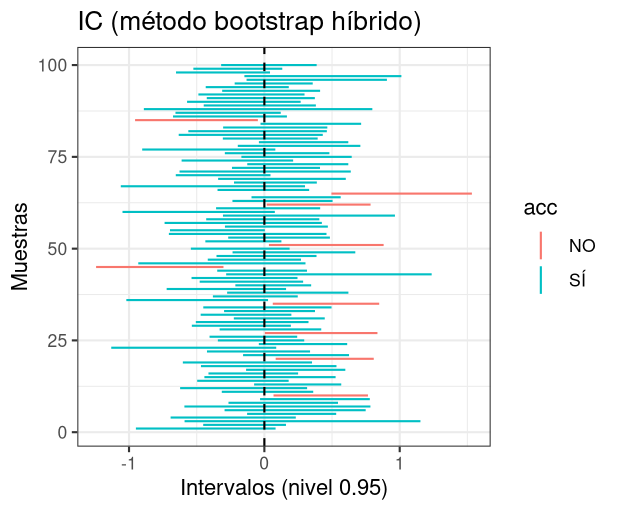 IC (método bootstrap híbrido)
100
75
50
25
0
Muestras
-1
0
1
Intervalos (nivel 0.95)
acc
NO
SÍ